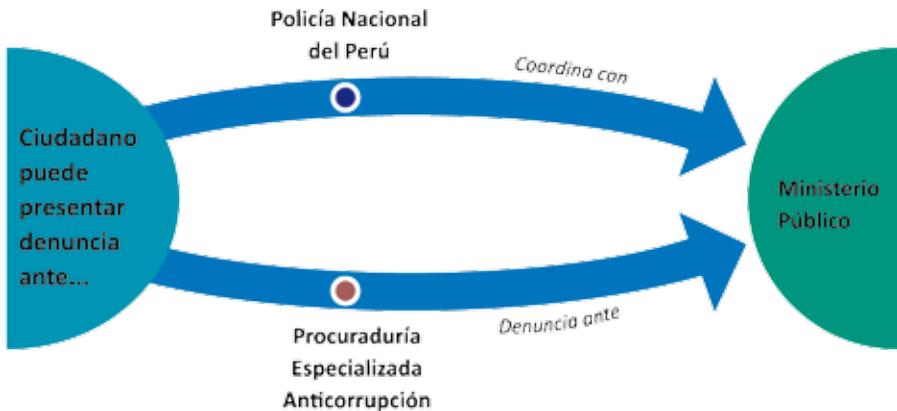 Policía Nacional
del Perú
Coordina con
Ciudadano
puede
presentar
denuncia
ante...
Ministerio
Público
Denuncia ante
Procuraduría
Especializada
Anticorrupción